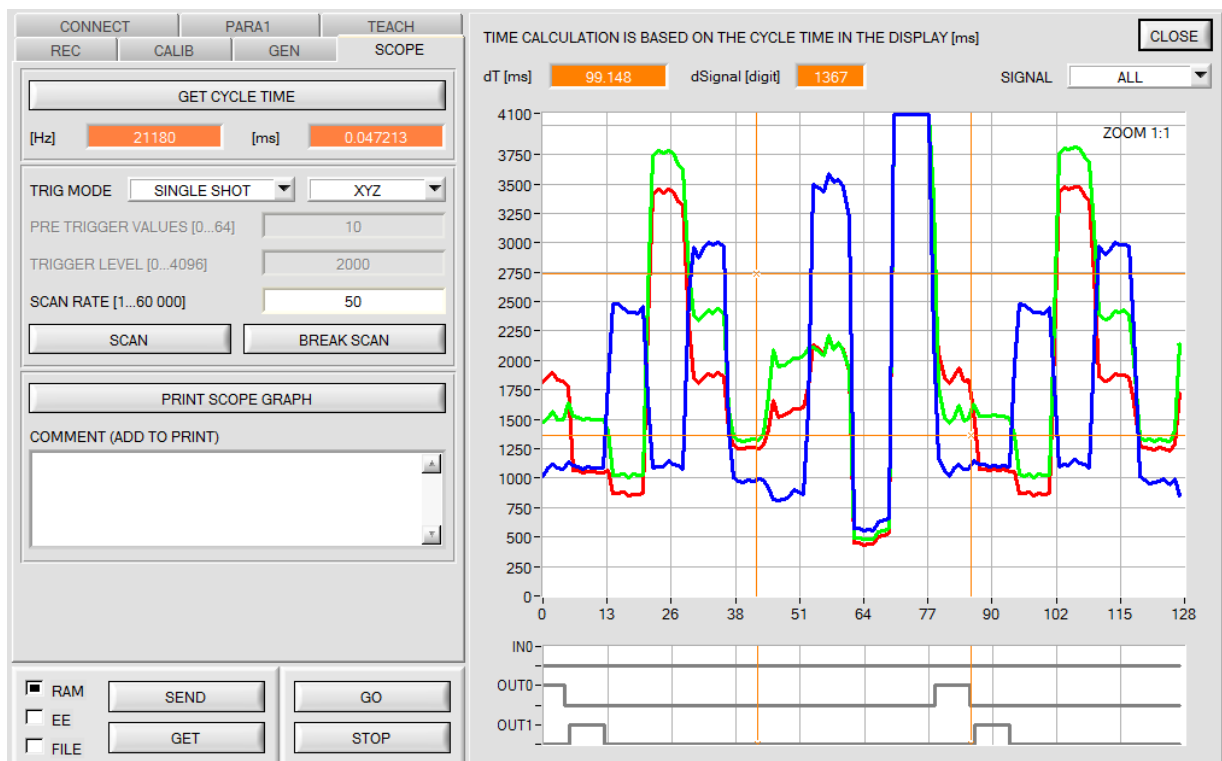 CONNECT PARA1 TEACH
REC CALIB GEN SCOPE
GET CYCLE TIME
[Hz] 21180 [ms] 0.047213
TRIG MODE SINGLE SHOT XYZ
PRE TRIGGER VALUES [0...64] 10
TRIGGER LEVEL [0...4096] 2000
SCAN RATE [1...60 000] 50
SCAN BREAK SCAN
PRINT SCOPE GRAPH
COMMENT (ADD TO PRINT)
RAM SEND GO
EE
FILE GET STOP
TIME CALCULATION IS BASED ON THE CYCLE TIME IN THE DISPLAY [ms] CLOSE
dT [ms] 99.148 dSignal [digit] 1367 SIGNAL ALL
ZOOM 1:1
4100
3750
3500
3250
3000
2750
2500
2250
2000
1750
1500
1250
1000
750
500
250
0
0 13 26 38 51 64 77 90 102 115 128
IN0
OUT0
OUT1